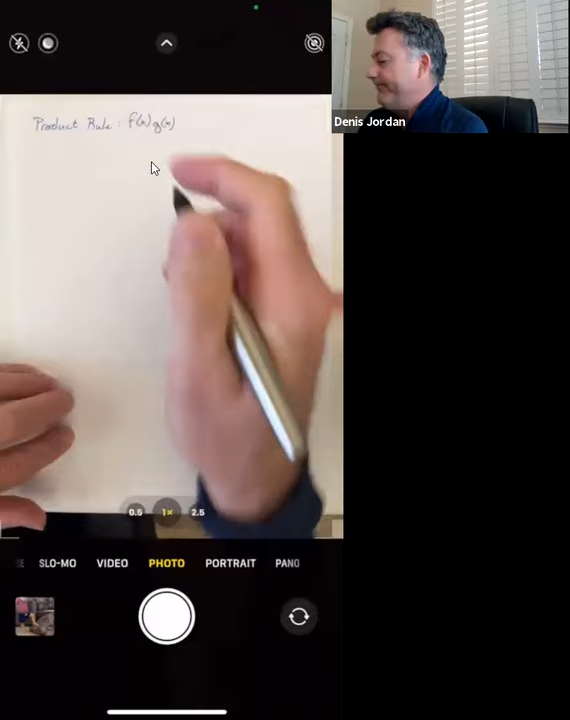 Denis Jordan
Product Rule : f(x)g(x)
0.5 1× 2.5
SLO-MO VIDEO PHOTO PORTRAIT PANO